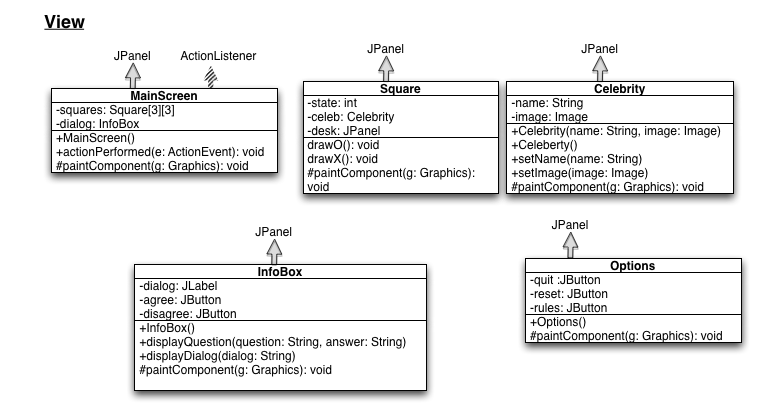 View
JPanel
ActionListener
MainScreen
-squares: Square[3][3]
-dialog: InfoBox
+MainScreen()
+actionPerformed(e: ActionEvent): void
#paintComponent(g: Graphics): void
JPanel
Square
-state: int
-celeb: Celebrity
-desk: JPanel
drawO(): void
drawX(): void
#paintComponent(g: Graphics):
void
JPanel
Celebrity
-name: String
-image: Image
+Celebrity(name: String, image: Image)
+Celeberty()
+setName(name: String)
+setImage(image: Image)
#paintComponent(g: Graphics): void
JPanel
InfoBox
-dialog: JLabel
-agree: JButton
-disagree: JButton
+InfoBox()
+displayQuestion(question: String, answer: String)
+displayDialog(dialog: String)
#paintComponent(g: Graphics): void
JPanel
Options
-quit :JButton
-reset: JButton
-rules: JButton
+Options()
#paintComponent(g: Graphics): void